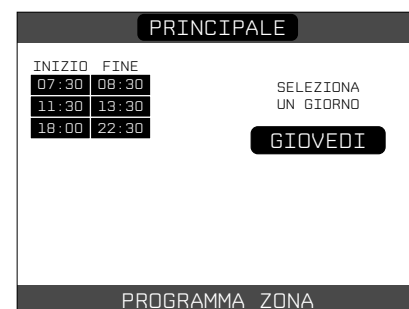 PRINCIPALE
INIZIO FINE
07:30 08:30
11:30 13:30
18:00 22:30
SELEZIONA
UN GIORNO
GIOVEDI
PROGRAMMA ZONA